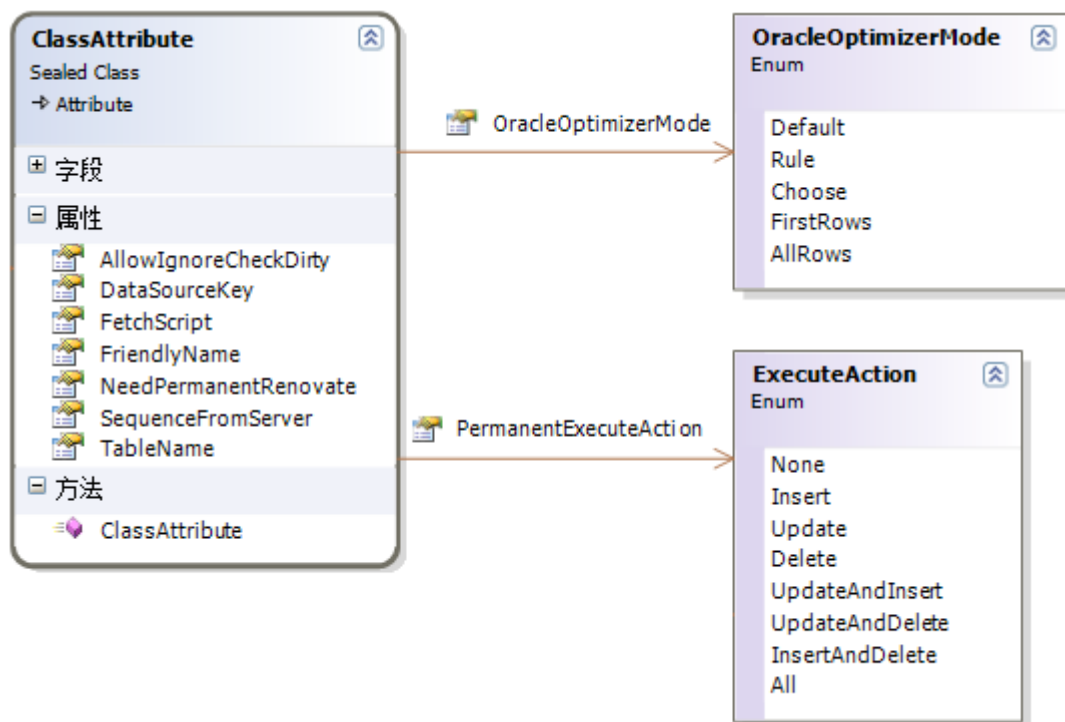 ClassAttribute
Sealed Class
Attribute
字段
属性
AllowIgnoreCheckDirty
DataSourceKey
FetchScript
FriendlyName
NeedPermanentRenovate
SequenceFromServer
TableName
方法
ClassAttribute
OracleOptimizerMode
PermanentExecuteAction
OracleOptimizerMode
Enum
Default
Rule
Choose
FirstRows
AllRows
ExecuteAction
Enum
None
Insert
Update
Delete
UpdateAndInsert
UpdateAndDelete
InsertAndDelete
All